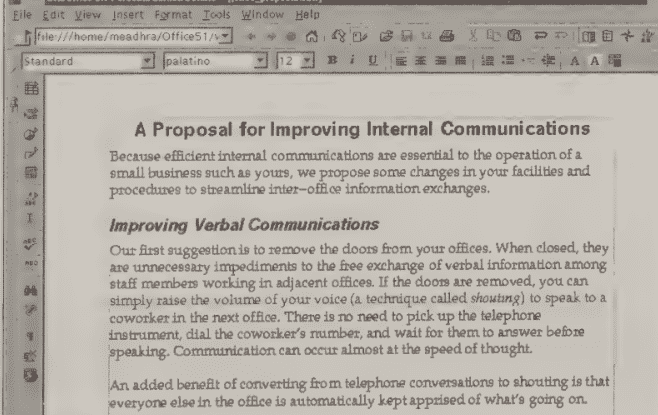 File Edit View Insert Format Tools Window Help
file:///home/meadhra/Office51/
Standard palatino 12 B i U A A
A Proposal for Improving Internal Communications
Because efficient internal communications are essential to the operation of a
small business such as yours, we propose some changes in your facilities and
procedures to streamline inter-office information exchanges.
Improving Verbal Communications
Our first suggestion is to remove the doors from your offices. When closed, they
are unnecessary impediments to the free exchange of verbal information among
staff members working in adjacent offices. If the doors are removed, you can
simply raise the volume of your voice (a technique called shouting) to speak to a
coworker in the next office. There is no need to pick up the telephone
instrument, dial the coworker's number, and wait for them to answer before
speaking. Communication can occur almost at the speed of thought.
An added benefit of converting from telephone conversations to shouting is that
everyone else in the office is automatically kept apprised of what's going on.